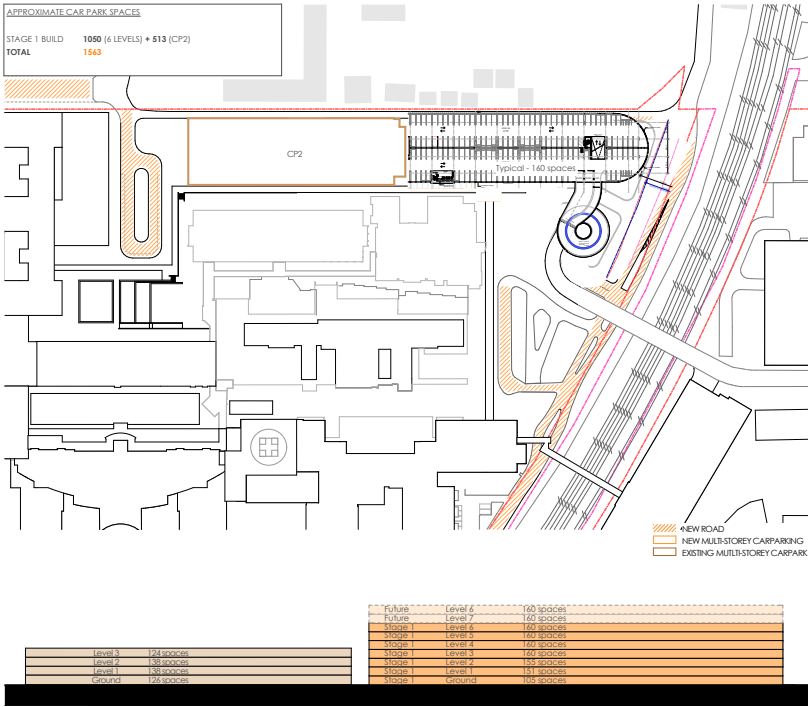 APPROXIMATE CAR PARK SPACES
STAGE 1 BUILD 1050 (6 LEVELS) + 513 (CP2)
TOTAL 1563
CP2
Typical - 160 spaces
NEW ROAD
NEW MULTI-STOREY CARPARKING
EXISTING MUTLTI-STOREY CARPARK
Future Level 6 160 spaces
Future Level 7 160 spaces
Stage 1 Level 6 160 spaces
Stage 1 Level 5 160 spaces
Stage 1 Level 4 160 spaces
Stage 1 Level 3 160 spaces
Stage 1 Level 2 155 spaces
Stage 1 Level 1 151 spaces
Stage 1 Ground 105 spaces
Level 3 124 spaces
Level 2 138 spaces
Level 1 138 spaces
Ground 126 spaces